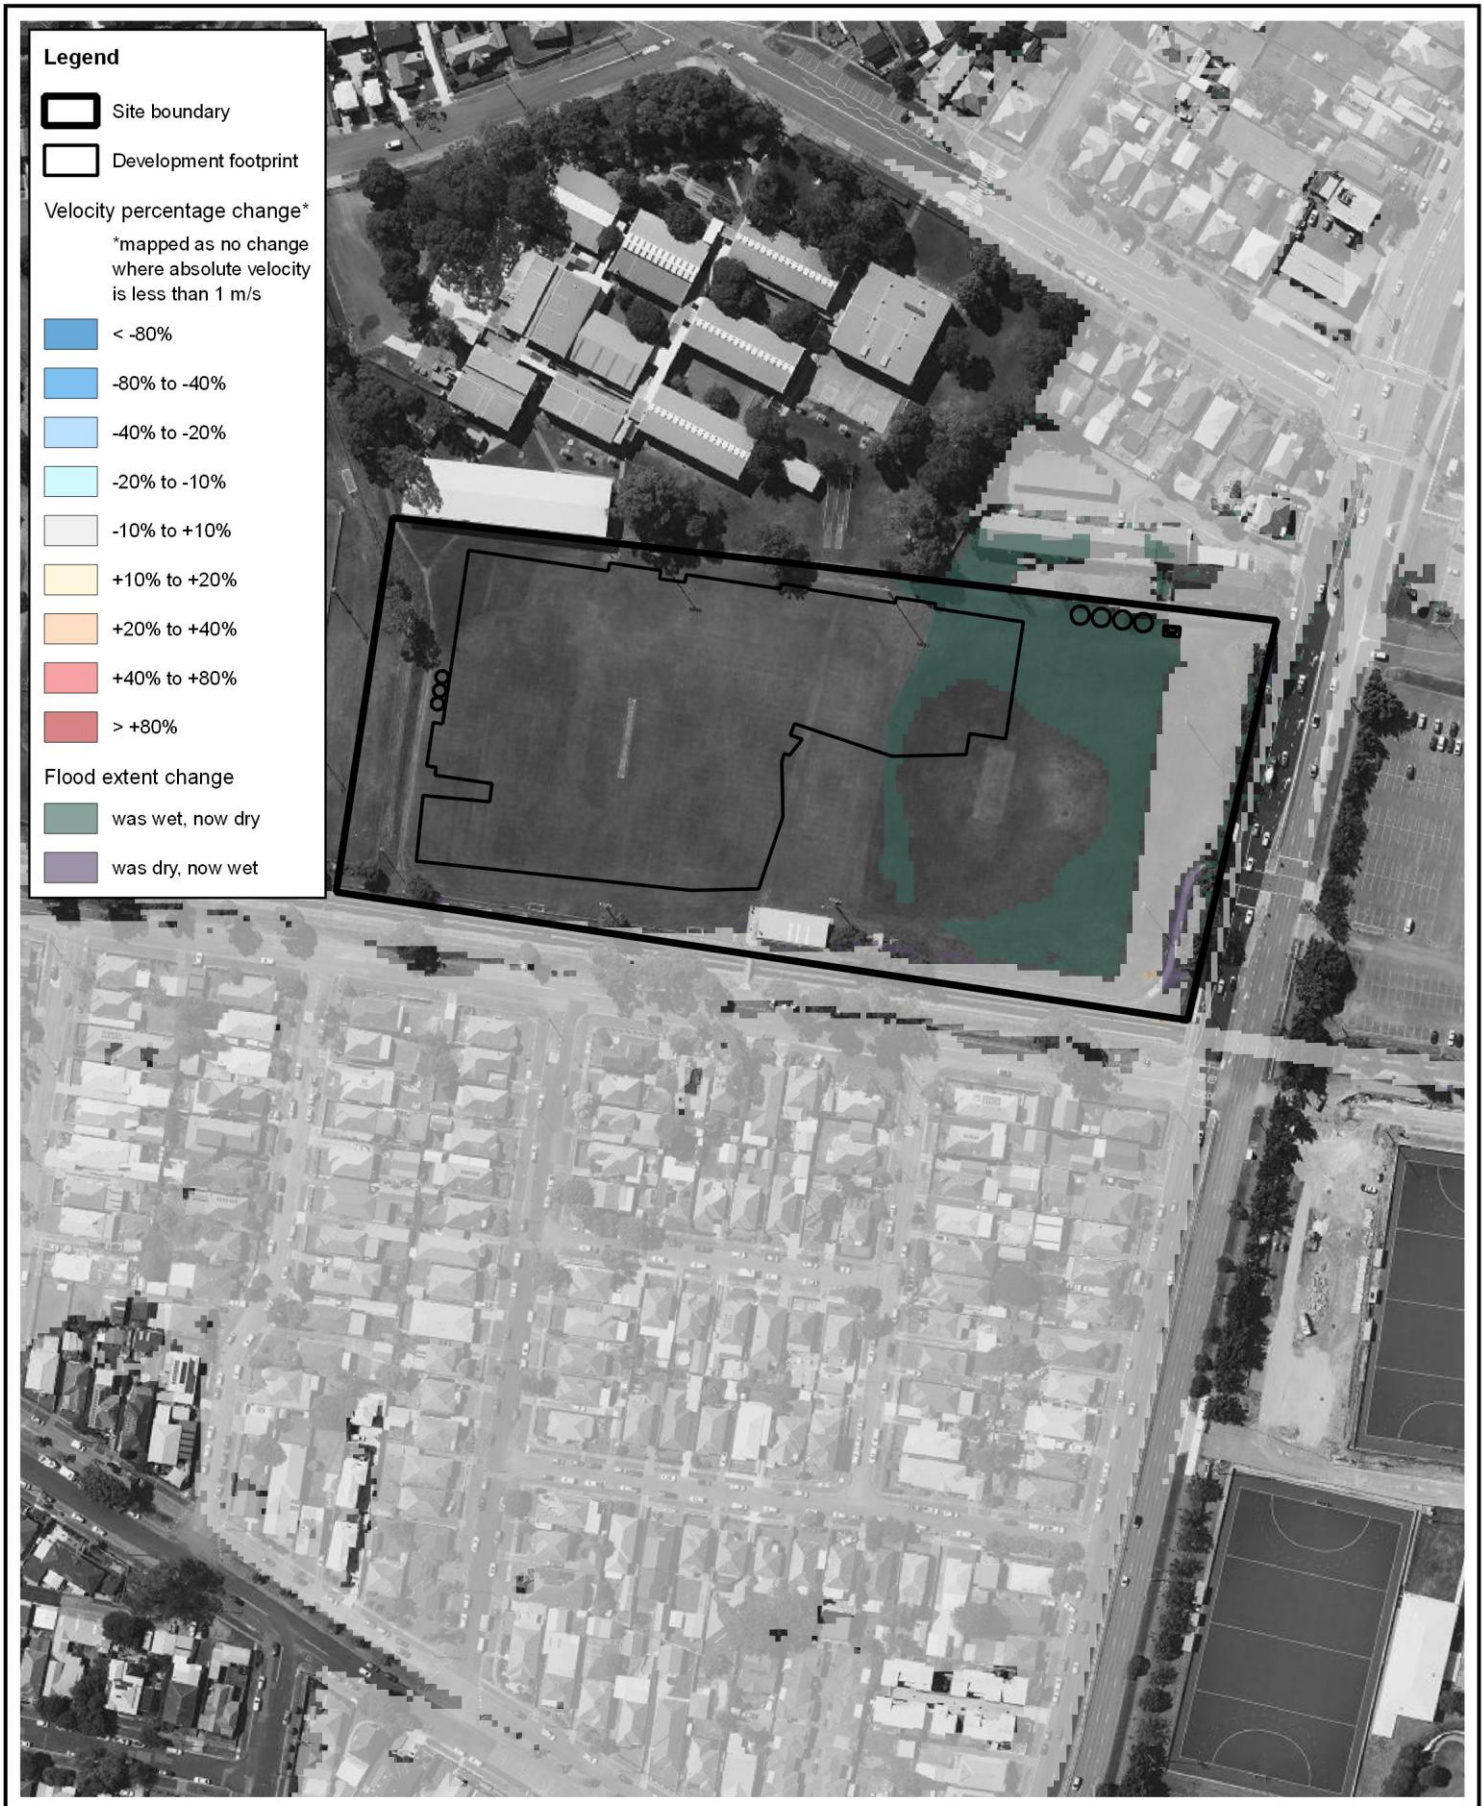 Legend
Site boundary
Development footprint
Velocity percentage change*
*mapped as no change
where absolute velocity
is less than 1 m/s
< -80%
-80% to -40%
-40% to -20%
-20% to -10%
-10% to +10%
+10% to +20%
+20% to +40%
+40% to +80%
> +80%
Flood extent change
was wet, now dry
was dry, now wet